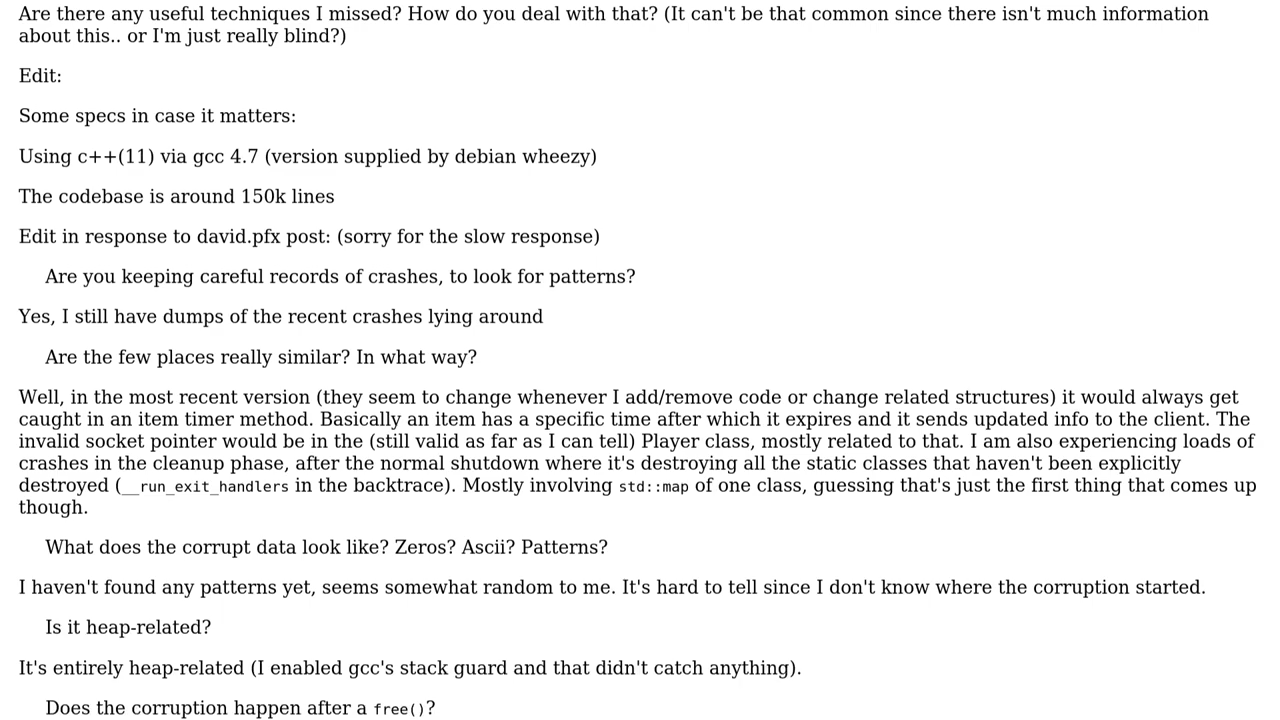 Are there any useful techniques I missed? How do you deal with that? (It can't be that common since there isn't much information
about this.. or I'm just really blind?)
Edit:
Some specs in case it matters:
Using c++(11) via gcc 4.7 (version supplied by debian wheezy)
The codebase is around 150k lines
Edit in response to david.pfx post: (sorry for the slow response)
Are you keeping careful records of crashes, to look for patterns?
Yes, I still have dumps of the recent crashes lying around
Are the few places really similar? In what way?
Well, in the most recent version (they seem to change whenever I add/remove code or change related structures) it would always get
caught in an item timer method. Basically an item has a specific time after which it expires and it sends updated info to the client. The
invalid socket pointer would be in the (still valid as far as I can tell) Player class, mostly related to that. I am also experiencing loads of
crashes in the cleanup phase, after the normal shutdown where it's destroying all the static classes that haven't been explicitly
destroyed (__run_exit_handlers in the backtrace). Mostly involving std::map of one class, guessing that's just the first thing that comes up
though.
What does the corrupt data look like? Zeros? Ascii? Patterns?
I haven't found any patterns yet, seems somewhat random to me. It's hard to tell since I don't know where the corruption started.
Is it heap-related?
It's entirely heap-related (I enabled gcc's stack guard and that didn't catch anything).
Does the corruption happen after a free()?